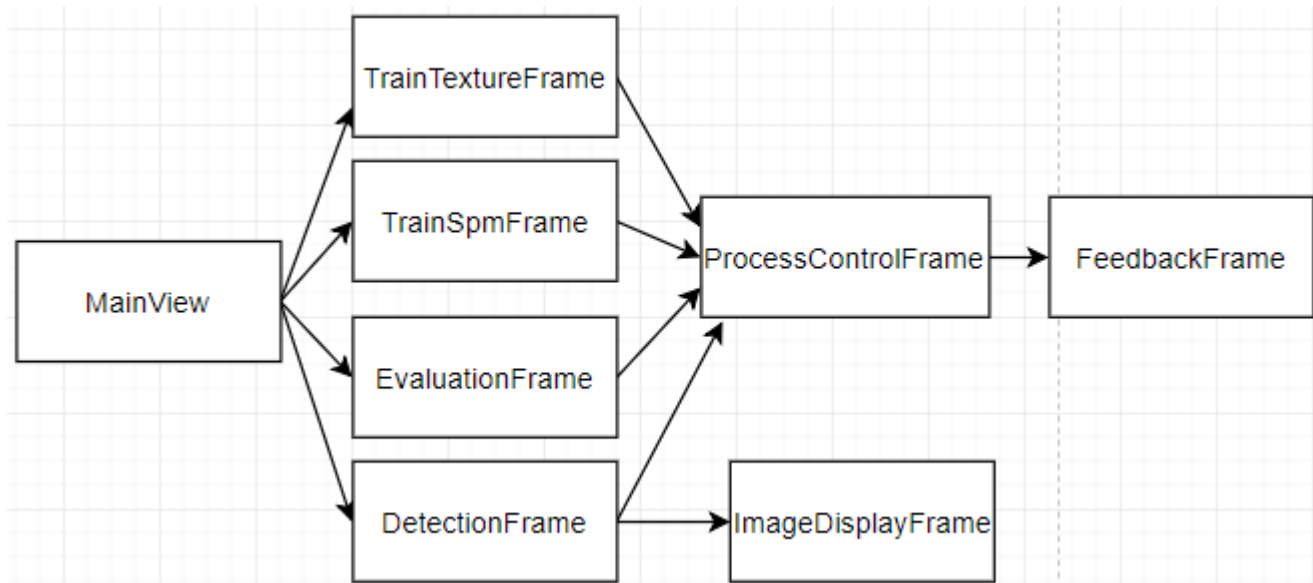 TrainTextureFrame
TrainSpmFrame
ProcessControlFrame
FeedbackFrame
MainView
EvaluationFrame
DetectionFrame
ImageDisplayFrame